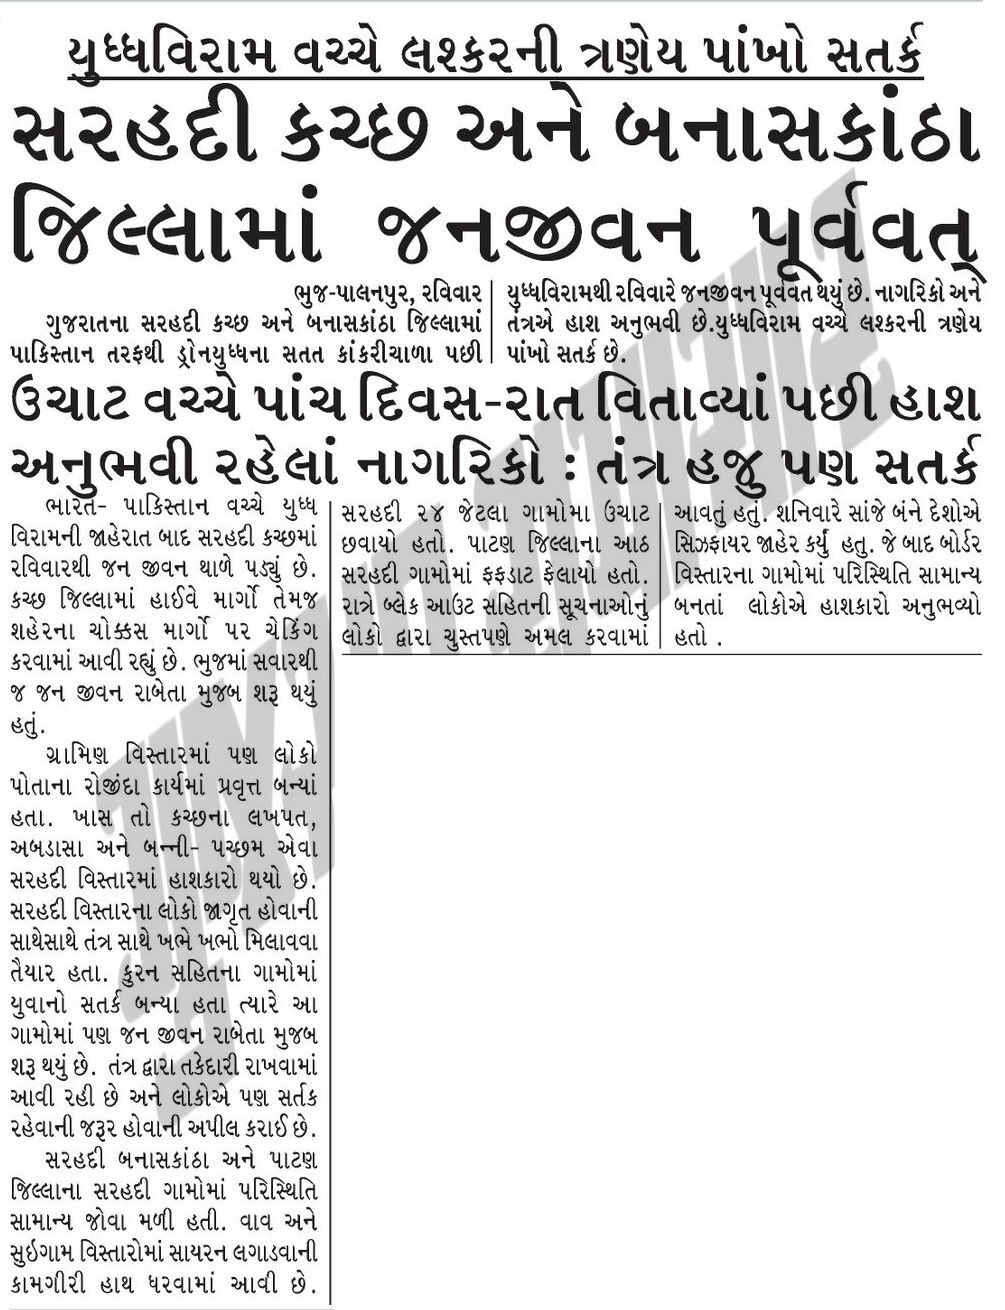 યુધ્ધવિરામ વચ્ચે લશ્કરની ત્રણેય પાંખો સતર્ક
સરહદી કચ્છ અને બનાસકાંઠા
જિલ્લામાં જનજીવન પૂર્વવત્
ભુજ-પાલનપુર, રવિવાર
ગુજરાતના સરહદી કચ્છ અને બનાસકાંઠા જિલ્લામાં
પાકિસ્તાન તરફથી ડ્રોનયુધ્ધના સતત કાંકરીચાળા પછી
યુધ્ધવિરામથી રવિવારે જનજીવન પૂર્વવત થયું છે. નાગરિકો અને
તંત્રએ હાશ અનુભવી છે.યુધ્ધવિરામ વચ્ચે લશ્કરની ત્રણેય
પાંખો સતર્ક છે.
ઉચાટ વચ્ચે પાંચ દિવસ-રાત વિતાવ્યાં પછી હાશ
અનુભવી રહેલાં નાગરિકો : તંત્ર હજુ પણ સતર્ક
ભારત- પાકિસ્તાન વચ્ચે યુધ્ધ
વિરામની જાહેરાત બાદ સરહદી કચ્છમાં
રવિવારથી જન જીવન થાળે પડ્યું છે.
કચ્છ જિલ્લામાં હાઈવે માર્ગો તેમજ
શહેરના ચોક્કસ માર્ગો પર ચેકિંગ
કરવામાં આવી રહ્યું છે. ભુજમાં સવારથી
જ જન જીવન રાબેતા મુજબ શરૂ થયું
હતું.
ગ્રામિણ વિસ્તારમાં પણ લોકો
પોતાના રોજીંદા કાર્યમાં પ્રવૃત્ત બન્યાં
હતા. ખાસ તો કચ્છના લખપત,
અબડાસા અને બન્ની- પચ્છમ એવા
સરહદી વિસ્તારમાં હાશકારો થયો છે.
સરહદી વિસ્તારના લોકો જાગૃત હોવાની
સાથેસાથે તંત્ર સાથે ખભે ખભો મિલાવવા
તૈયાર હતા. કુરન સહિતના ગામોમાં
યુવાનો સતર્ક બન્યા હતા ત્યારે આ
ગામોમાં પણ જન જીવન રાબેતા મુજબ
શરૂ થયું છે. તંત્ર દ્વારા તકેદારી રાખવામાં
આવી રહી છે અને લોકોએ પણ સર્તક
રહેવાની જરૂર હોવાની અપીલ કરાઈ છે.
સરહદી બનાસકાંઠા અને પાટણ
જિલ્લાના સરહદી ગામોમાં પરિસ્થિતિ
સામાન્ય જોવા મળી હતી. વાવ અને
સુઇગામ વિસ્તારોમાં સાયરન લગાડવાની
કામગીરી હાથ ધરવામાં આવી છે.
સરહદી ૨૪ જેટલા ગામોમા ઉચાટ
છવાયો હતો. પાટણ જિલ્લાના આઠ
સરહદી ગામોમાં ફફડાટ ફેલાયો હતો.
રાત્રે બ્લેક આઉટ સહિતની સૂચનાઓનું
લોકો દ્વારા ચુસ્તપણે અમલ કરવામાં
આવતું હતું. શનિવારે સાંજે બંને દેશોએ
સિઝફાયર જાહેર કર્યું હતુ. જે બાદ બોર્ડર
વિસ્તારના ગામોમાં પરિસ્થિતિ સામાન્ય
બનતાં લોકોએ હાશકારો અનુભવ્યો
હતો .
ગુજરાત સમાચાર